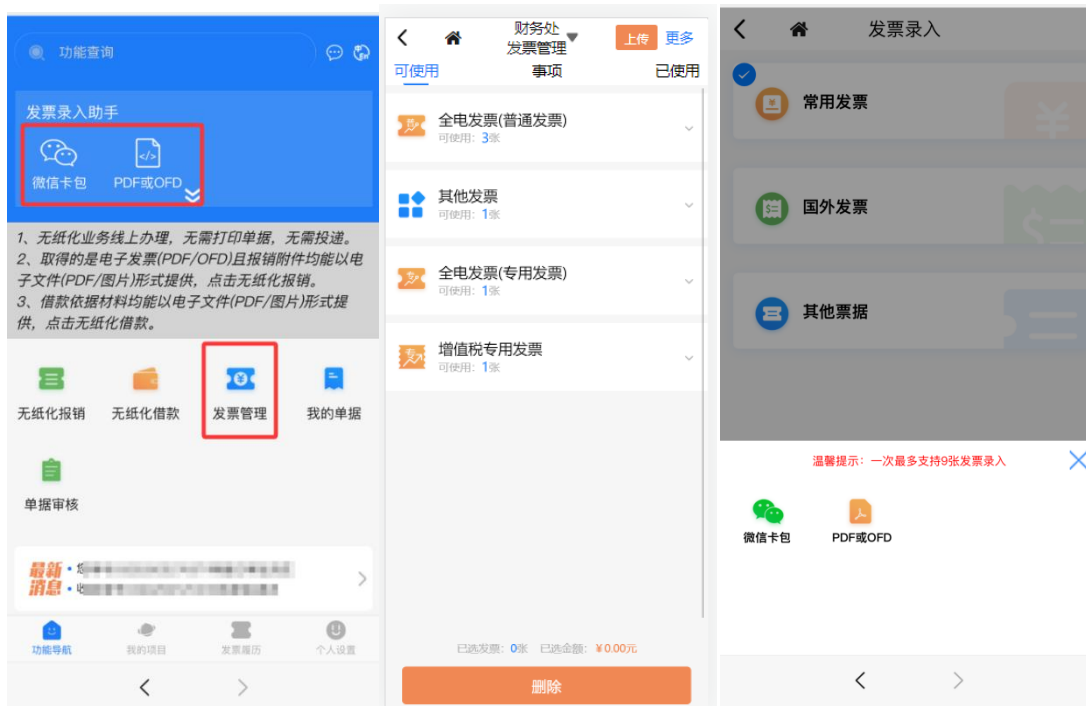 功能查询
发票录入助手
微信卡包
PDF或OFD
1、无纸化业务线上办理，无需打印单据，无需投递。
2、取得的是电子发票(PDF/OFD)且报销附件均能以电
子文件(PDF/图片)形式提供，点击无纸化报销。
3、借款依据材料均能以电子文件(PDF/图片)形式提
供，点击无纸化借款。
无纸化报销
无纸化借款
发票管理
我的单据
单据审核
最新
消息
功能导航
我的项目
发票履历
个人设置
财务处
发票管理
上传
更多
可使用
事项
已使用
全电发票(普通发票)
可使用：3张
其他发票
可使用：1张
全电发票(专用发票)
可使用：1张
增值税专用发票
可使用：1张
已选发票：0张 已选金额：¥0.00元
删除
发票录入
常用发票
国外发票
其他票据
温馨提示：一次最多支持9张发票录入
微信卡包
PDF或OFD